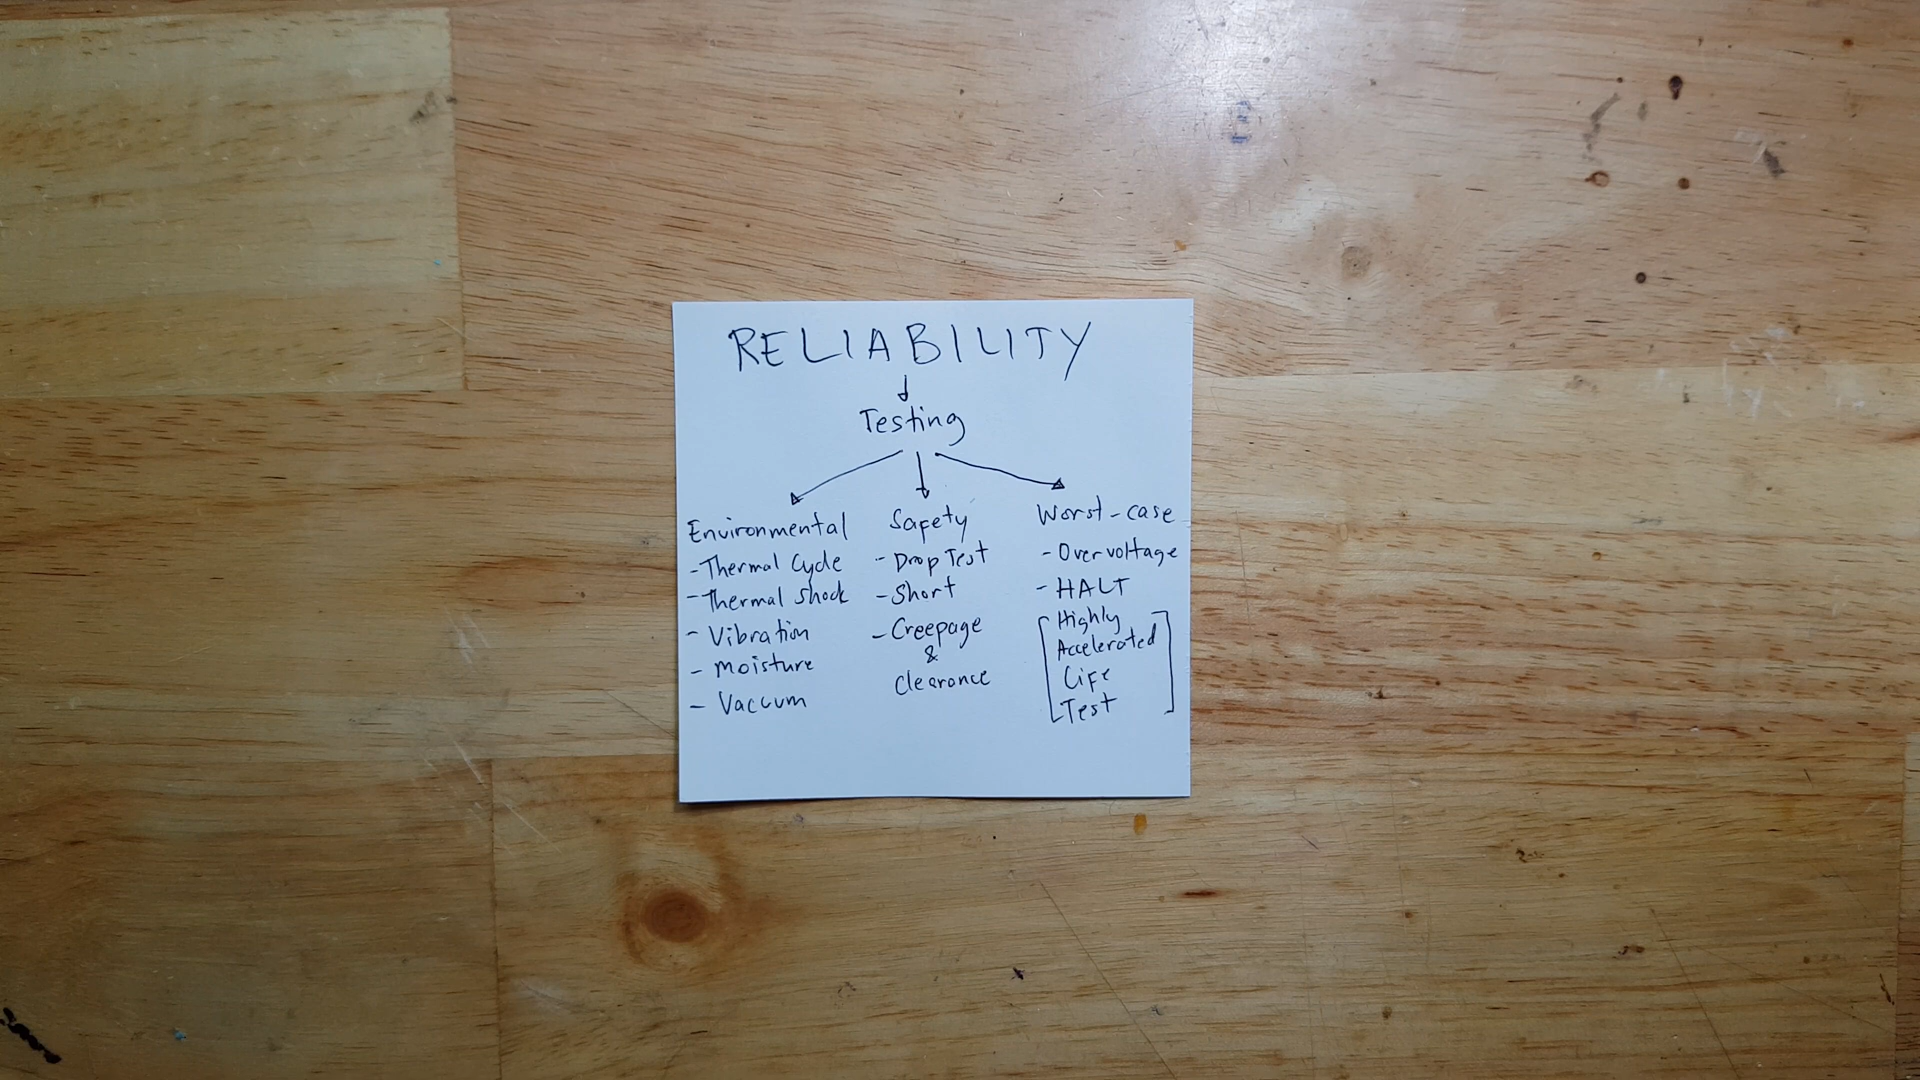 RELIABILITY
Testing
Environmental
- Thermal Cycle
- Thermal Shock
- Vibration
- Moisture
- Vaccum
Safety
- Drop Test
- Short
- Creepage
&
Clearance
Worst-case
- Overvoltage
- HALT
Highly
Accelerated
Life
Test